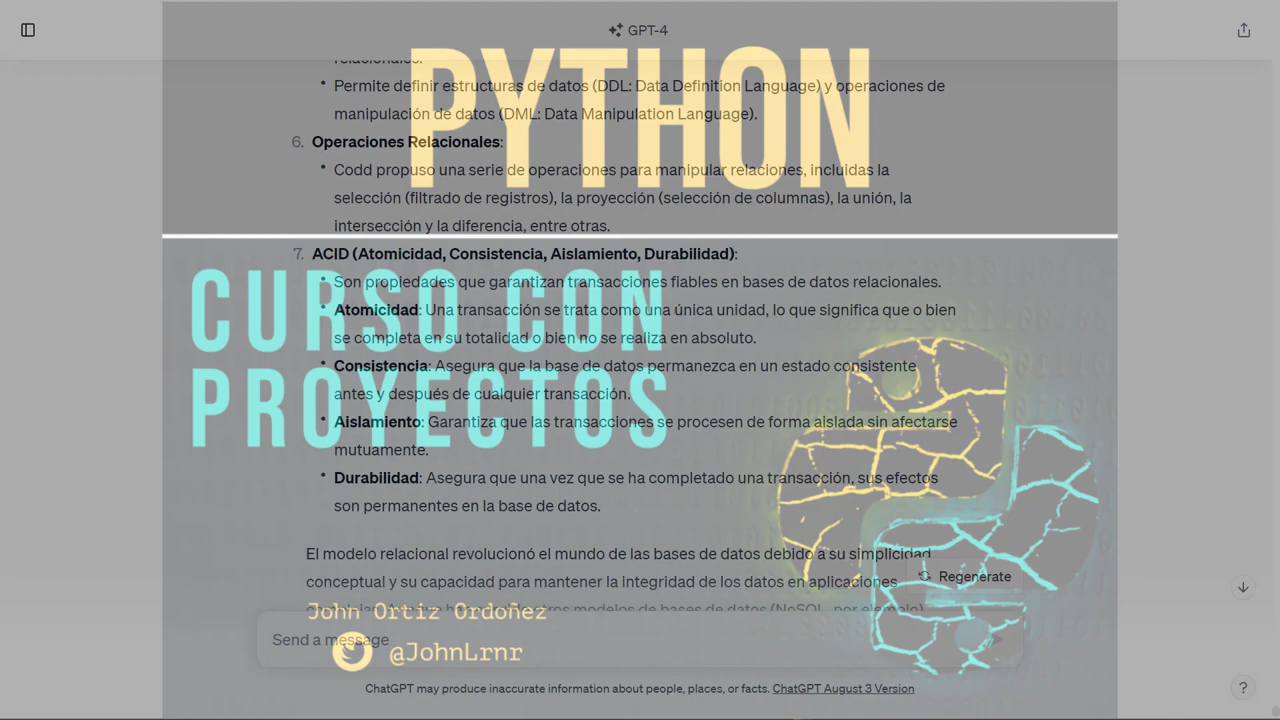 GPT-4
PYTHON
relacionales.
Permite definir estructuras de datos (DDL: Data Definition Language) y operaciones de
manipulación de datos (DML: Data Manipulation Language).
6. Operaciones Relacionales:
Codd propuso una serie de operaciones para manipular relaciones, incluidas la
selección (filtrado de registros), la proyección (selección de columnas), la unión, la
intersección y la diferencia, entre otras.
7. ACID (Atomicidad, Consistencia, Aislamiento, Durabilidad):
Son propiedades que garantizan transacciones fiables en bases de datos relacionales.
CURSO CON
Atomicidad: Una transacción se trata como una única unidad, lo que significa que o bien
se completa en su totalidad o bien no se realiza en absoluto.
Consistencia: Asegura que la base de datos permanezca en un estado consistente
antes y después de cualquier transacción.
PROYECTOS
Aislamiento: Garantiza que las transacciones se procesen de forma aislada sin afectarse
mutuamente.
Durabilidad: Asegura que una vez que se ha completado una transacción, sus efectos
son permanentes en la base de datos.
El modelo relacional revolucionó el mundo de las bases de datos debido a su simplicidad
conceptual y su capacidad para mantener la integridad de los datos en aplicaciones
Regenerate
modelos de bases de datos (NoSQL, por ejemplo)
John Ortiz Ordoñez
Send a message
@JohnLrnr
ChatGPT may produce inaccurate information about people, places, or facts. ChatGPT August 3 Version
?